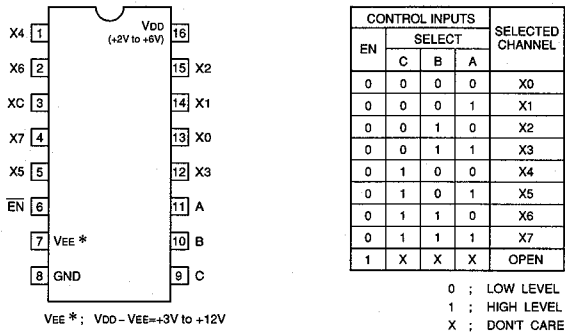 X4 1
X6 2
XC 3
X7 4
X5 5
EN 6
7 VEE *
8 GND
VDD 16
(+2V to +6V)
15 X2
14 X1
13 X0
12 X3
11 A
10 B
9 C
VEE * ; VDD – VEE=+3V to +12V
CONTROL INPUTS SELECTED CHANNEL
EN SELECT
C B A
0 0 0 0 X0
0 0 0 1 X1
0 0 1 0 X2
0 0 1 1 X3
0 1 0 0 X4
0 1 0 1 X5
0 1 1 0 X6
0 1 1 1 X7
1 X X X OPEN
0 ; LOW LEVEL
1 ; HIGH LEVEL
X ; DON'T CARE